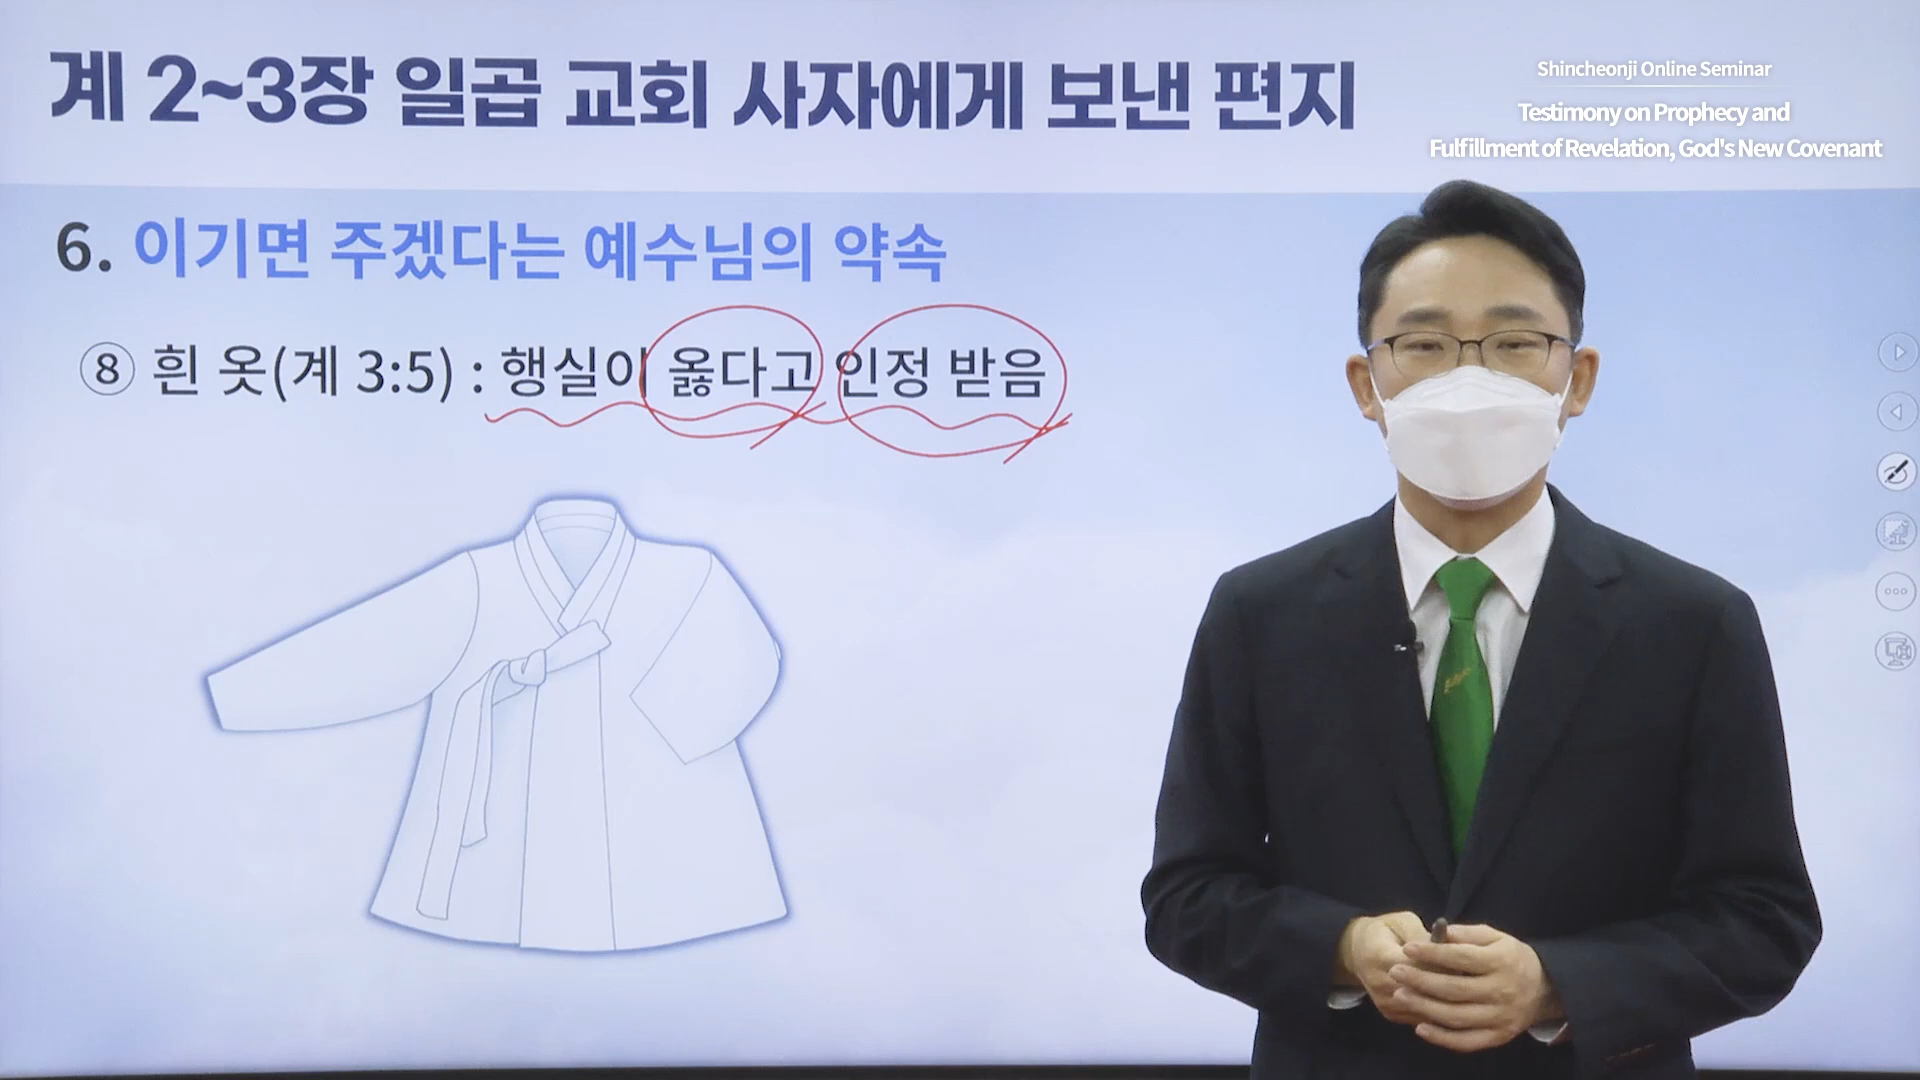 계 2~3장 일곱 교회 사자에게 보낸 편지
Shincheonji Online Seminar
Testimony on Prophecy and
Fulfillment of Revelation, God's New Covenant
6. 이기면 주겠다는 예수님의 약속
⑧ 흰 옷(계 3:5) : 행실이 옳다고 인정 받음